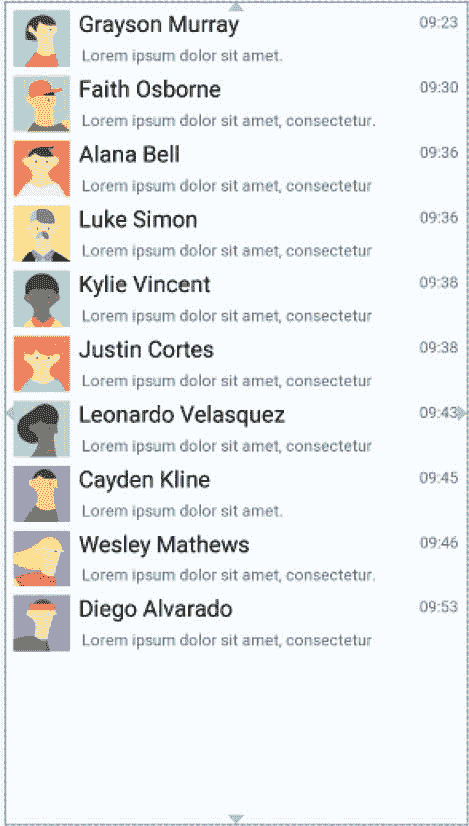 Grayson Murray 09:23
Lorem ipsum dolor sit amet.
Faith Osborne 09:30
Lorem ipsum dolor sit amet, consectetur.
Alana Bell 09:36
Lorem ipsum dolor sit amet, consectetur
Luke Simon 09:36
Lorem ipsum dolor sit amet, consectetur
Kylie Vincent 09:38
Lorem ipsum dolor sit amet, consectetur
Justin Cortes 09:38
Lorem ipsum dolor sit amet, consectetur
Leonardo Velasquez 09:43
Lorem ipsum dolor sit amet, consectetur
Cayden Kline 09:45
Lorem ipsum dolor sit amet.
Wesley Mathews 09:46
Lorem ipsum dolor sit amet, consectetur.
Diego Alvarado 09:53
Lorem ipsum dolor sit amet, consectetur